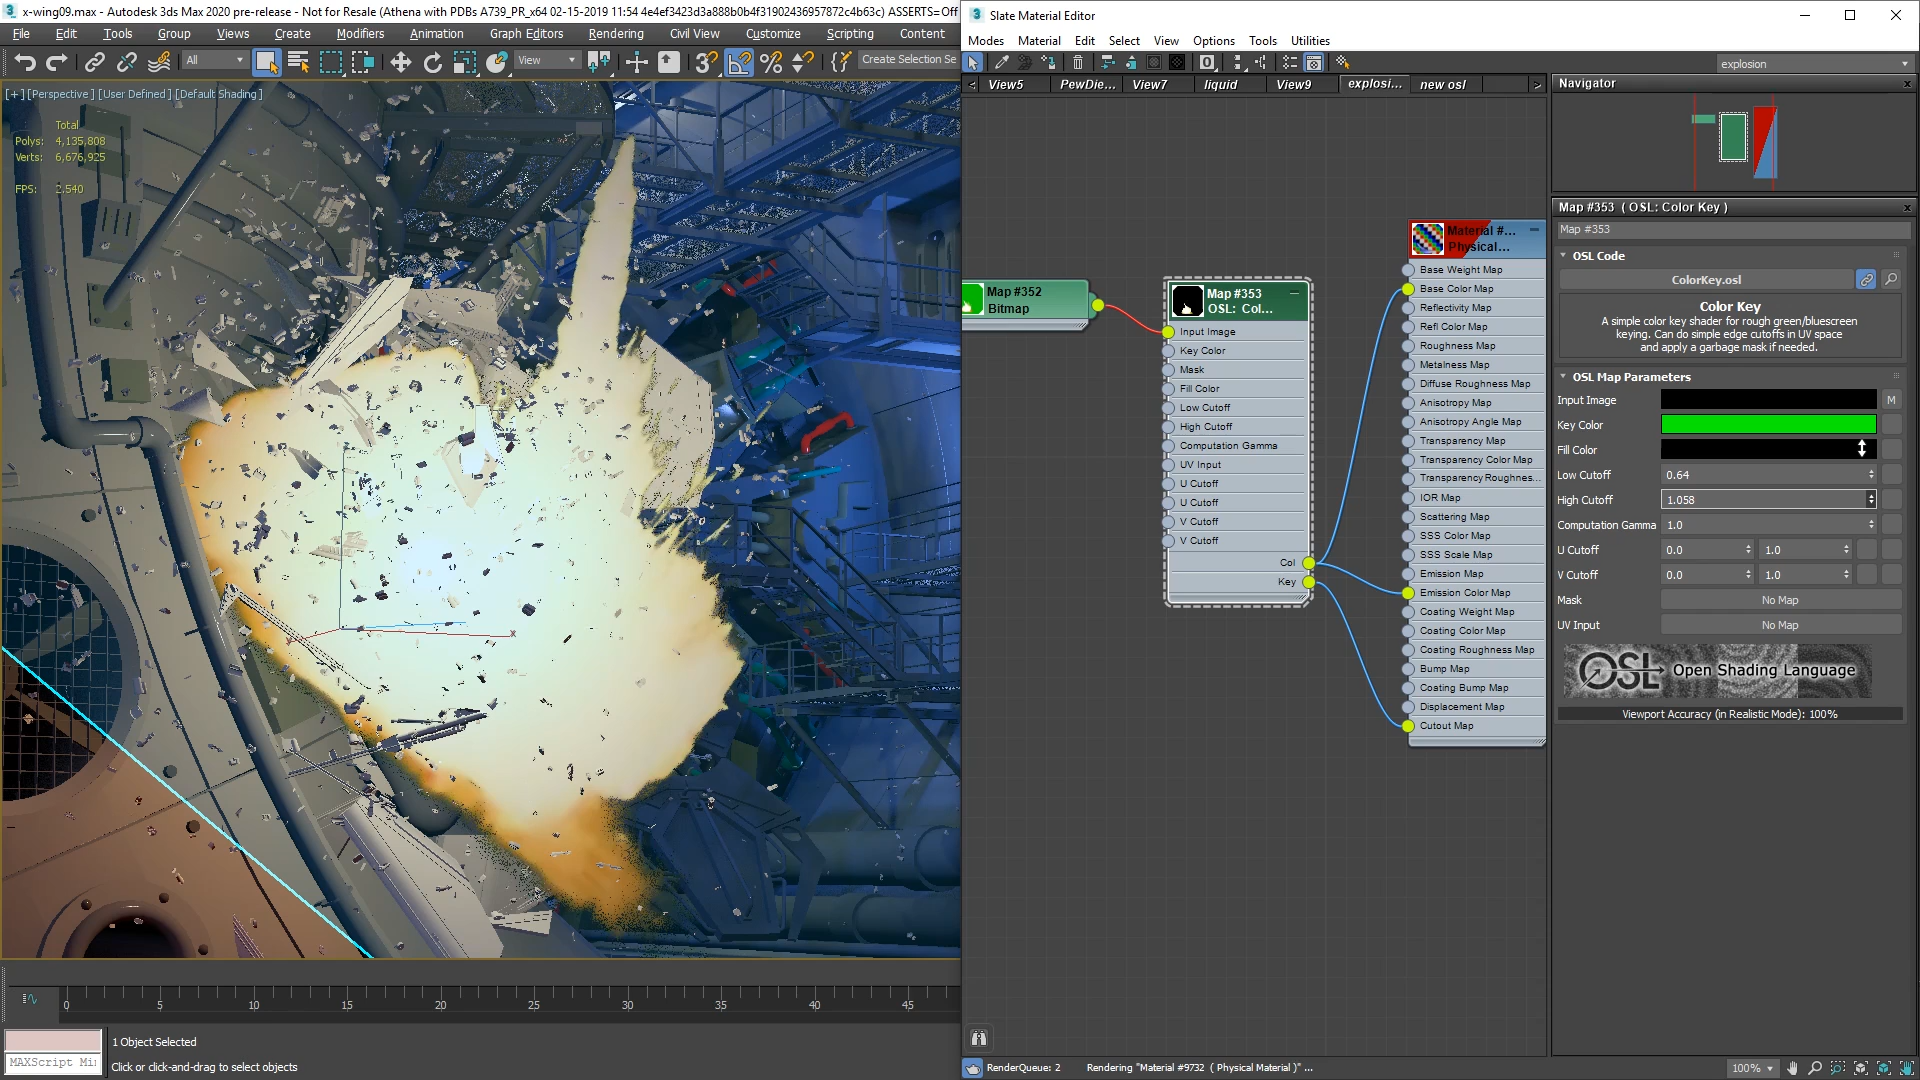 x-wing09.max - Autodesk 3ds Max 2020 pre-release - Not for Resale (Athena with PDBs A739_PR_x64 02-15-2019 11:54 4e4ef3423d3a888b0b4f31902436957872c4b63c) ASSERTS=Off
File Edit Tools Group Views Create Modifiers Animation Graph Editors Rendering Civil View Customize Scripting Content
All View Create Selection Se
[+] [Perspective ] [User Defined ] [Default Shading ]
Total
Polys: 4,135,808
Verts: 6,676,925
FPS: 2.540
0 5 10 15 20 25 30 35 40 45
1 Object Selected
MAXScript Mi
Click or click-and-drag to select objects
Slate Material Editor
Modes Material Edit Select View Options Tools Utilities
explosion
View5 PewDie... View7 liquid View9 explosi... new osl
Map #352
Bitmap
Map #353
OSL: Col...
Input Image
Key Color
Mask
Fill Color
Low Cutoff
High Cutoff
Computation Gamma
UV Input
U Cutoff
U Cutoff
V Cutoff
V Cutoff
Col
Key
Material #...
Physical...
Base Weight Map
Base Color Map
Reflectivity Map
Refl Color Map
Roughness Map
Metalness Map
Diffuse Roughness Map
Anisotropy Map
Anisotropy Angle Map
Transparency Map
Transparency Color Map
Transparency Roughnes...
IOR Map
Scattering Map
SSS Color Map
SSS Scale Map
Emission Map
Emission Color Map
Coating Weight Map
Coating Color Map
Coating Roughness Map
Bump Map
Coating Bump Map
Displacement Map
Cutout Map
RenderQueue: 2 Rendering "Material #9732 ( Physical Material )" ...
Navigator
Map #353 ( OSL: Color Key )
Map #353
OSL Code
ColorKey.osl
Color Key
A simple color key shader for rough green/bluescreen
keying. Can do simple edge cutoffs in UV space
and apply a garbage mask if needed.
OSL Map Parameters
Input Image M
Key Color
Fill Color
Low Cutoff 0.64
High Cutoff 1.058
Computation Gamma 1.0
U Cutoff 0.0 1.0
V Cutoff 0.0 1.0
Mask No Map
UV Input No Map
OSL Open Shading Language
Viewport Accuracy (in Realistic Mode): 100%
100%